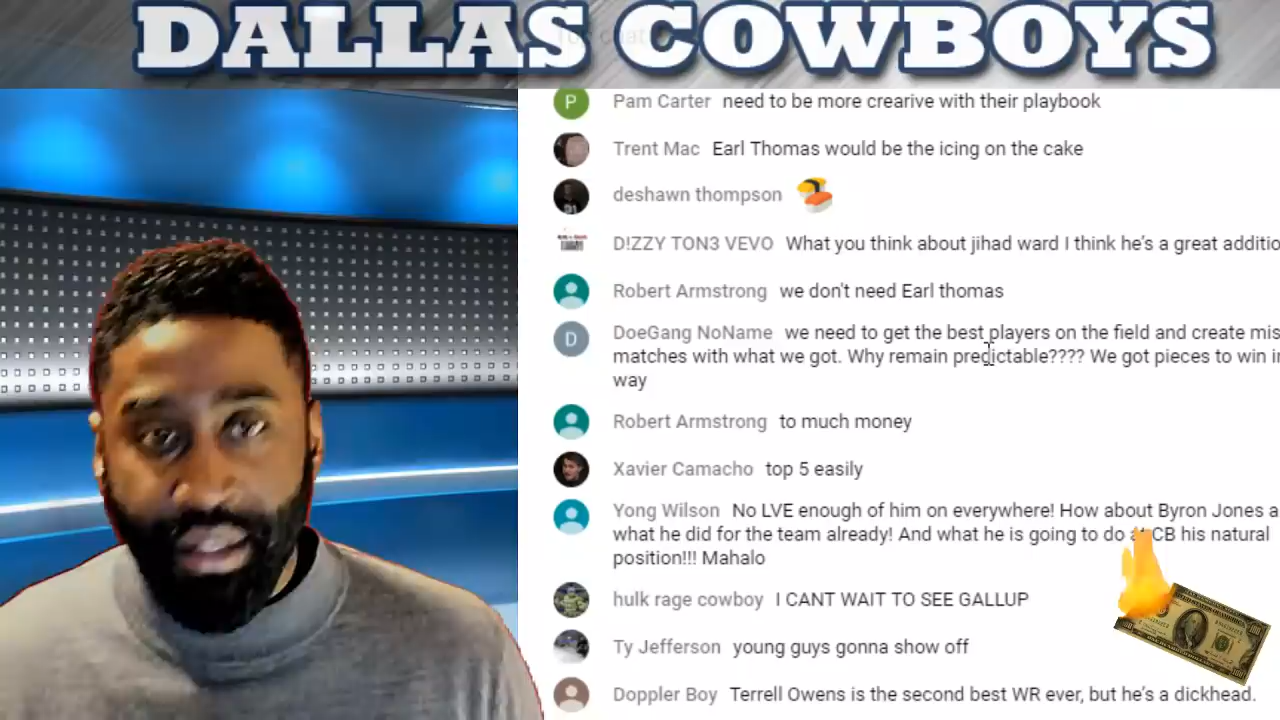 DALLAS COWBOYS
Top chat
Pam Carter need to be more crearive with their playbook
Trent Mac Earl Thomas would be the icing on the cake
deshawn thompson
D!ZZY TON3 VEVO What you think about jihad ward I think he's a great additio
Robert Armstrong we don't need Earl thomas
DoeGang NoName we need to get the best players on the field and create mis
matches with what we got. Why remain predictable???? We got pieces to win in
way
Robert Armstrong to much money
Xavier Camacho top 5 easily
Yong Wilson No LVE enough of him on everywhere! How about Byron Jones a
what he did for the team already! And what he is going to do at CB his natural
position!!! Mahalo
hulk rage cowboy I CANT WAIT TO SEE GALLUP
Ty Jefferson young guys gonna show off
Doppler Boy Terrell Owens is the second best WR ever, but he's a dickhead.